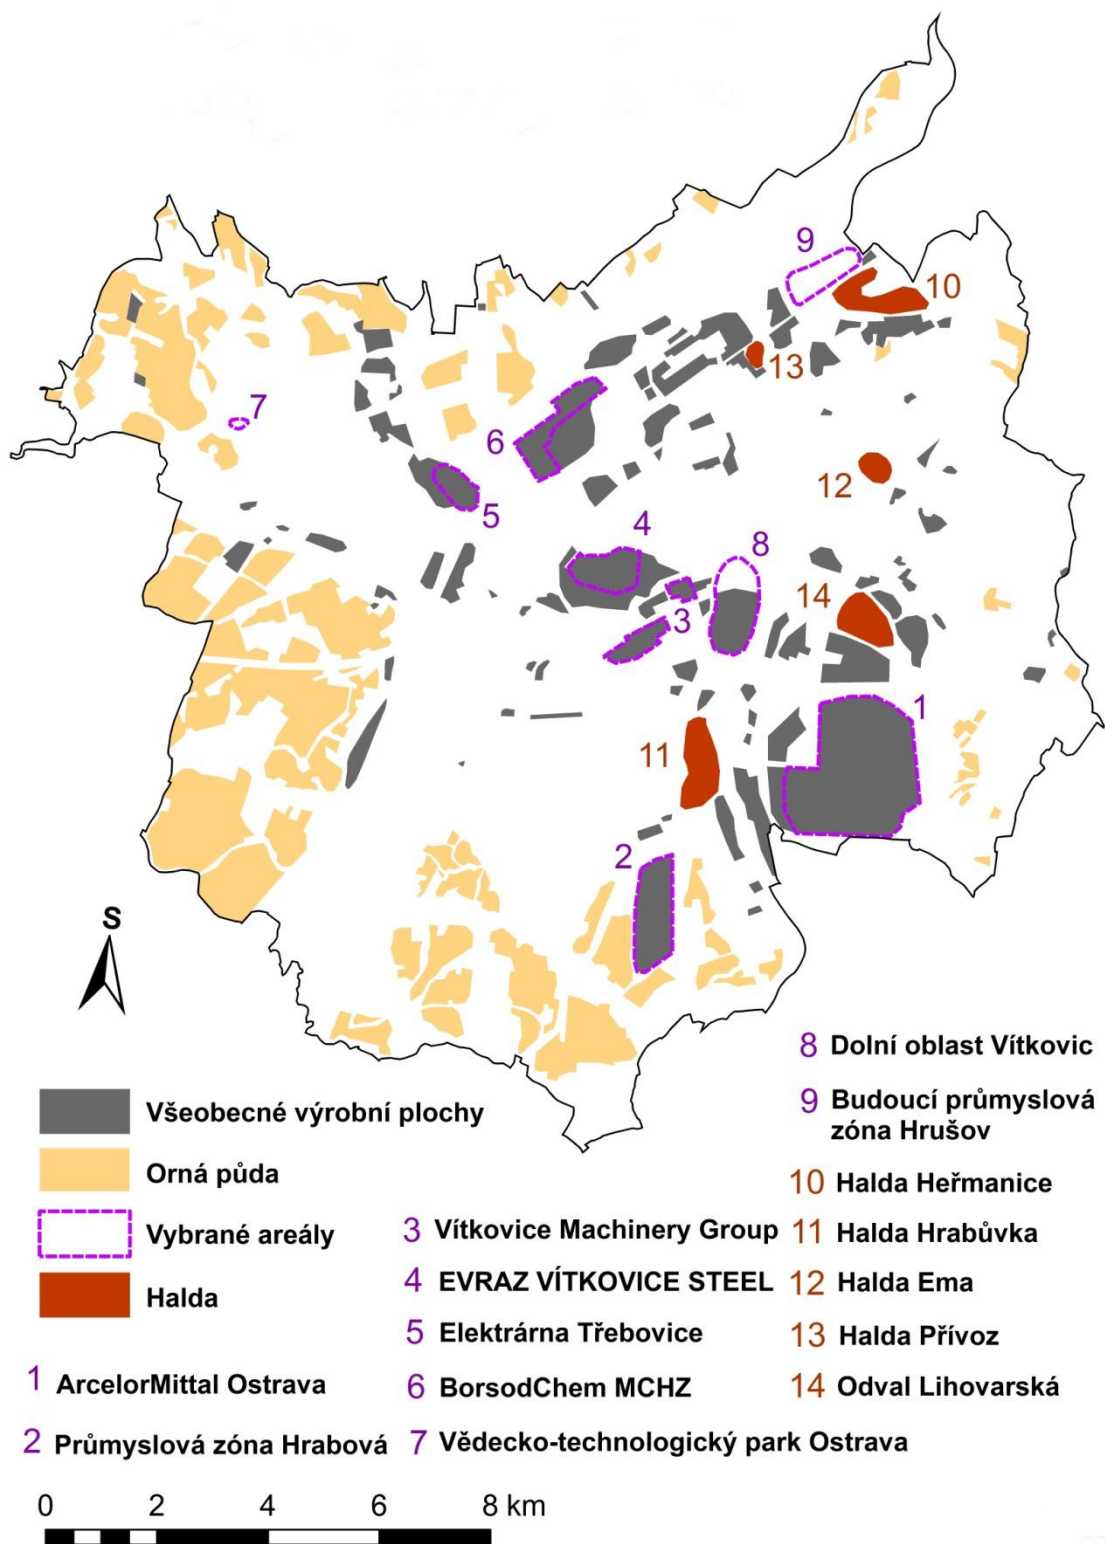 9
10
13
7
6
12
5
4
8
14
3
1
11
2
S
8 Dolní oblast Vítkovic
Všeobecné výrobní plochy
9 Budoucí průmyslová
zóna Hrušov
Orná půda
10 Halda Heřmanice
Vybrané areály
3 Vítkovice Machinery Group
11 Halda Hrabůvka
4 EVRAZ VÍTKOVICE STEEL
12 Halda Ema
Halda
5 Elektrárna Třebovice
13 Halda Přívoz
1 ArcelorMittal Ostrava
6 BorsodChem MCHZ
14 Odval Lihovarská
2 Průmyslová zóna Hrabová
7 Vědecko-technologický park Ostrava
0 2 4 6 8 km